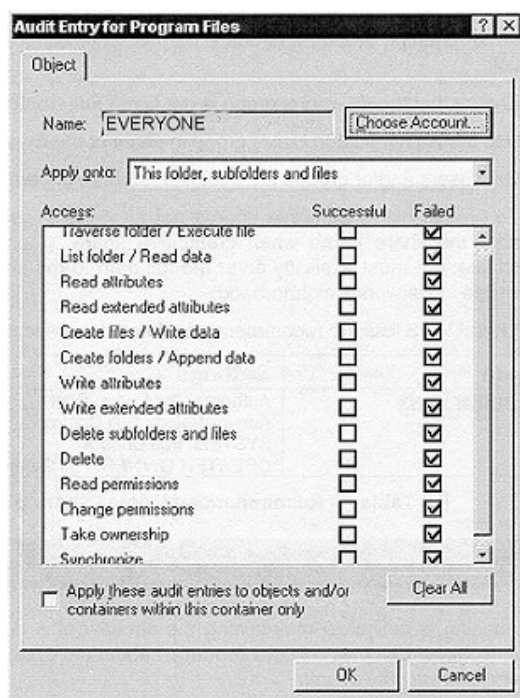 Audit Entry for Program Files
Object
Name: EVERYONE Choose Account...
Apply onto: This folder, subfolders and files
Access: Successful Failed
Traverse folder / Execute file
List folder / Read data
Read attributes
Read extended attributes
Create files / Write data
Create folders / Append data
Write attributes
Write extended attributes
Delete subfolders and files
Delete
Read permissions
Change permissions
Take ownership
Synchronize
Apply these audit entries to objects and/or
containers within this container only
Clear All
OK Cancel